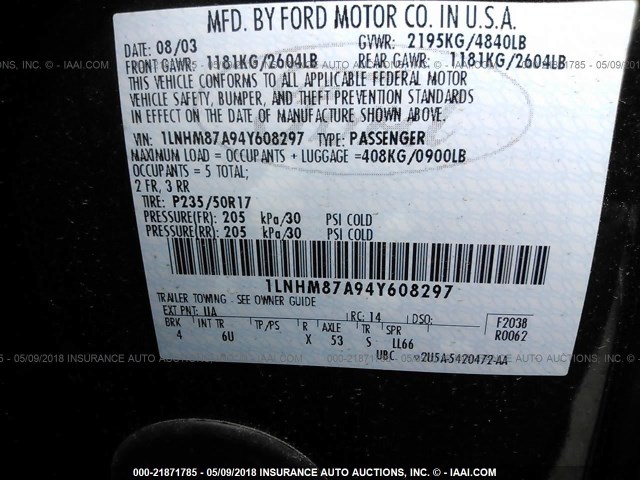 MFD. BY FORD MOTOR CO. IN U.S.A.
DATE: 08/03 GVWR: 2195KG/4840LB
FRONT GAWR: 1181KG/2604LB REAR GAWR: 1181KG/2604LB
THIS VEHICLE CONFORMS TO ALL APPLICABLE FEDERAL MOTOR
VEHICLE SAFETY, BUMPER, AND THEFT PREVENTION STANDARDS
IN EFFECT ON THE DATE OF MANUFACTURE SHOWN ABOVE.
VIN: 1LNHM87A94Y608297 TYPE: PASSENGER
MAXIMUM LOAD = OCCUPANTS + LUGGAGE = 408KG/0900LB
OCCUPANTS = 5 TOTAL;
2 FR, 3 RR
TIRE: P235/50R17
PRESSURE(FR): 205 kPa/30 PSI COLD
PRESSURE(RR): 205 kPa/30 PSI COLD
1LNHM87A94Y608297
TRAILER TOWING - SEE OWNER GUIDE
EXT PNT: UA RC: 14 DSO: F2038
BRK INT TR TP/PS R AXLE TR SPR R0062
4 6U X 53 S LL66
UBC 2U5A-5420472-AA
000-21871785 - 05/09/2018 INSURANCE AUTO AUCTIONS, INC. - © IAAI.COM